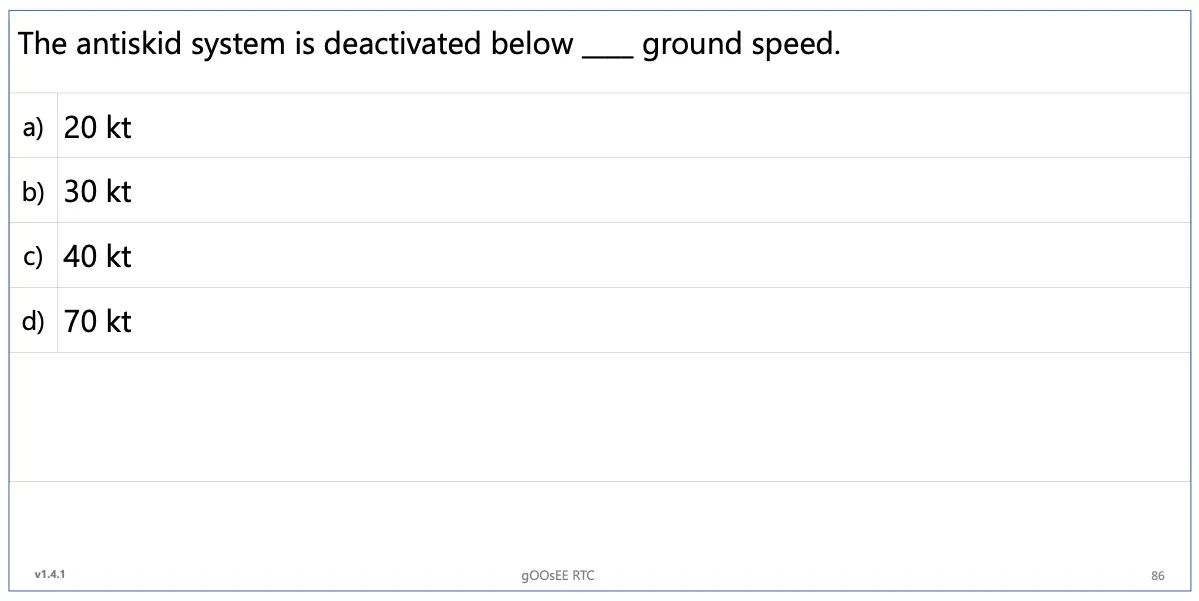 The antiskid system is deactivated below ____ ground speed.
a) 20 kt
b) 30 kt
c) 40 kt
d) 70 kt
v1.4.1 gOOsEE RTC 86